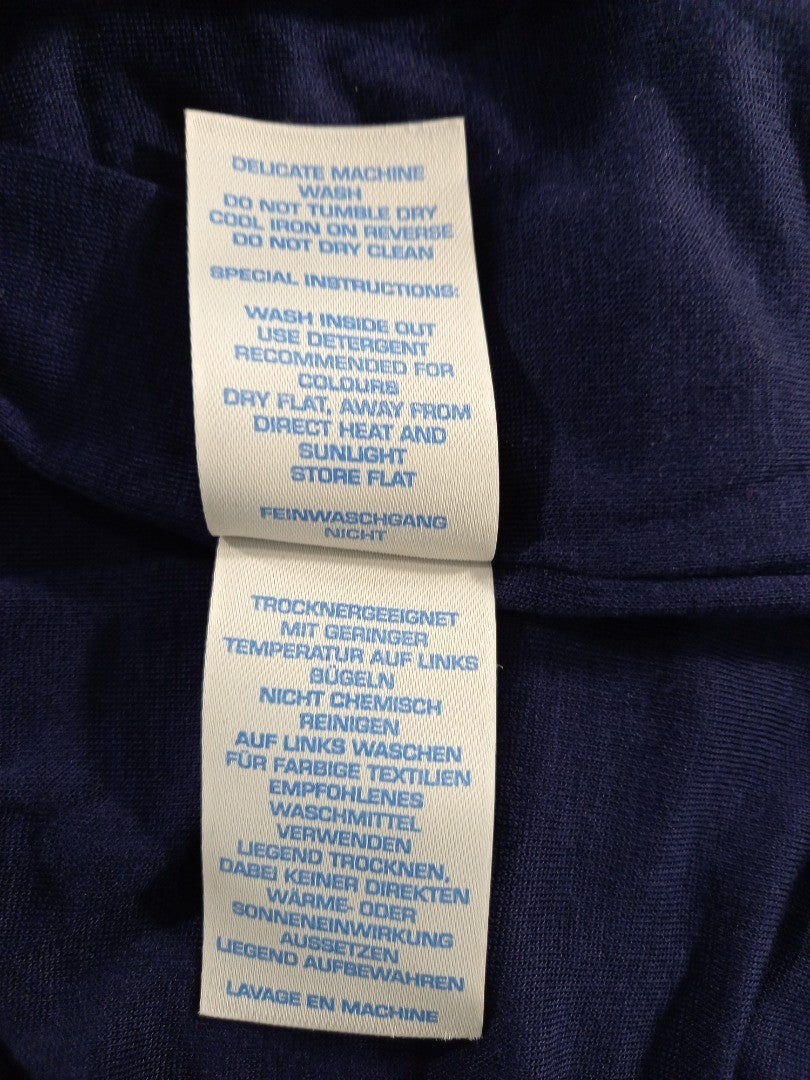 DELICATE MACHINE
WASH
DO NOT TUMBLE DRY
COOL IRON ON REVERSE
DO NOT DRY CLEAN
SPECIAL INSTRUCTIONS:
WASH INSIDE OUT
USE DETERGENT
RECOMMENDED FOR
COLOURS
DRY FLAT, AWAY FROM
DIRECT HEAT AND
SUNLIGHT
STORE FLAT
FEINWASCHGANG
NICHT
TROCKNERGEEIGNET
MIT GERINGER
TEMPERATUR AUF LINKS
BÜGELN
NICHT CHEMISCH
REINIGEN
AUF LINKS WASCHEN
FÜR FARBIGE TEXTILIEN
EMPFOHLENES
WASCHMITTEL
VERWENDEN
LIEGEND TROCKNEN,
DABEI KEINER DIREKTEN
WÄRME- ODER
SONNENEINWIRKUNG
AUSSETZEN
LIEGEND AUFBEWAHREN
LAVAGE EN MACHINE